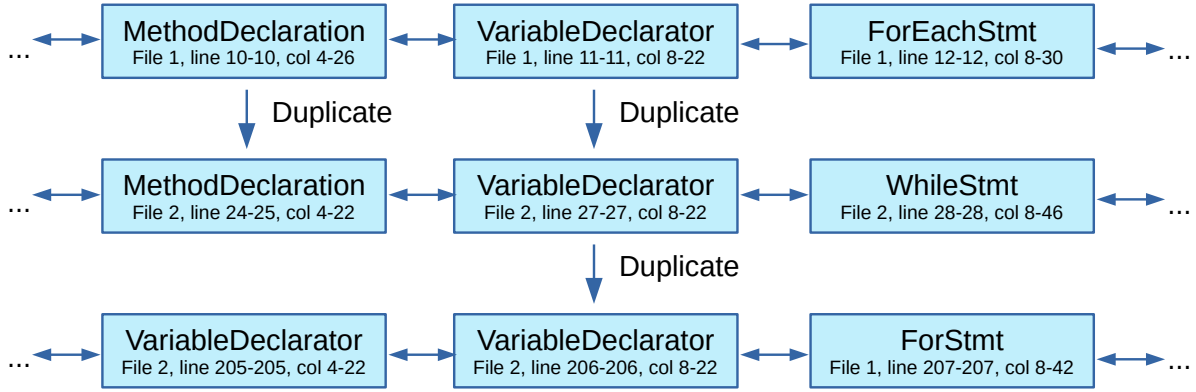 MethodDeclaration
File 1, line 10-10, col 4-26
VariableDeclarator
File 1, line 11-11, col 8-22
ForEachStmt
File 1, line 12-12, col 8-30
...
...
Duplicate
Duplicate
MethodDeclaration
File 2, line 24-25, col 4-22
VariableDeclarator
File 2, line 27-27, col 8-22
WhileStmt
File 2, line 28-28, col 8-46
...
...
Duplicate
VariableDeclarator
File 2, line 205-205, col 4-22
VariableDeclarator
File 2, line 206-206, col 8-22
ForStmt
File 1, line 207-207, col 8-42
...
...